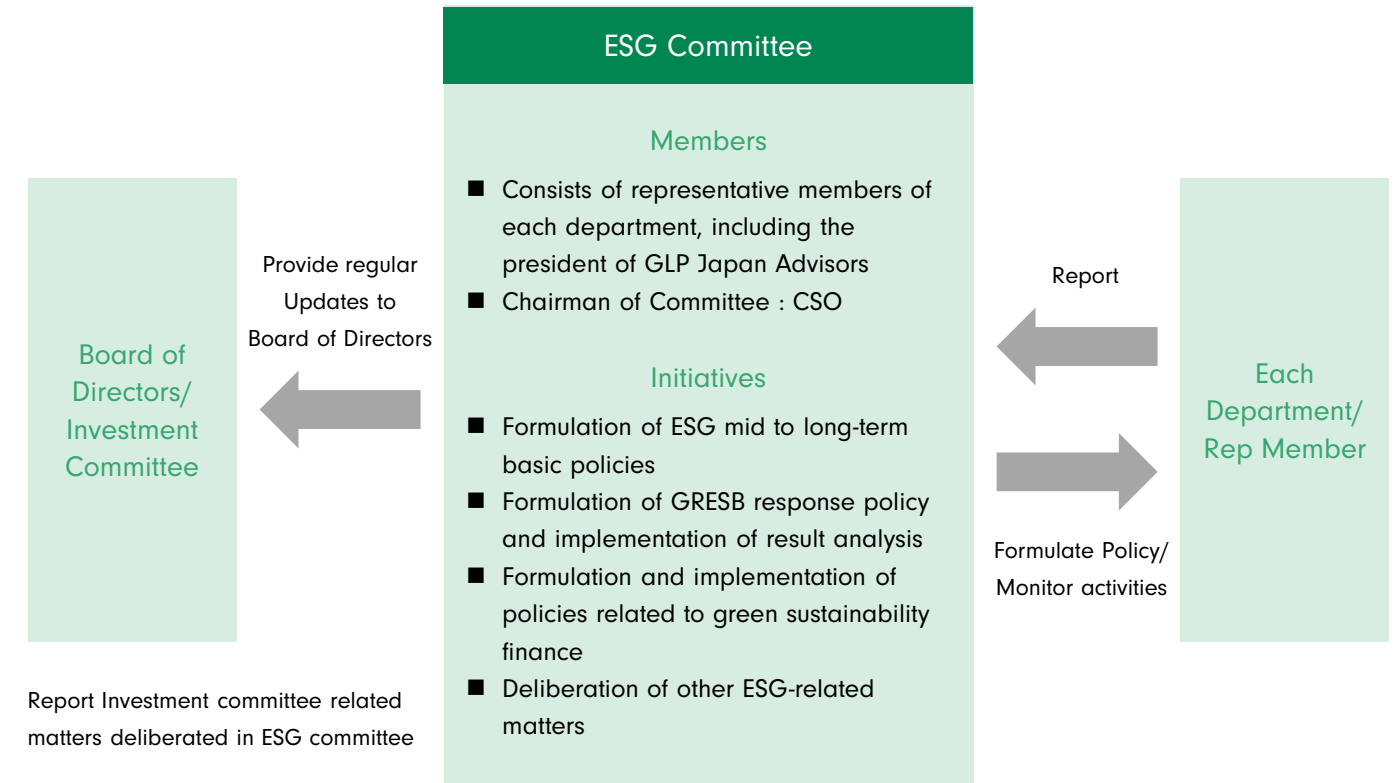 ESG Committee
Members
■ Consists of representative members of
each department, including the
president of GLP Japan Advisors
■ Chairman of Committee : CSO
Initiatives
■ Formulation of ESG mid to long-term
basic policies
■ Formulation of GRESB response policy
and implementation of result analysis
■ Formulation and implementation of
policies related to green sustainability
finance
■ Deliberation of other ESG-related
matters
Board of
Directors/
Investment
Committee
Provide regular
Updates to
Board of Directors
Report Investment committee related
matters deliberated in ESG committee
Report
Formulate Policy/
Monitor activities
Each
Department/
Rep Member